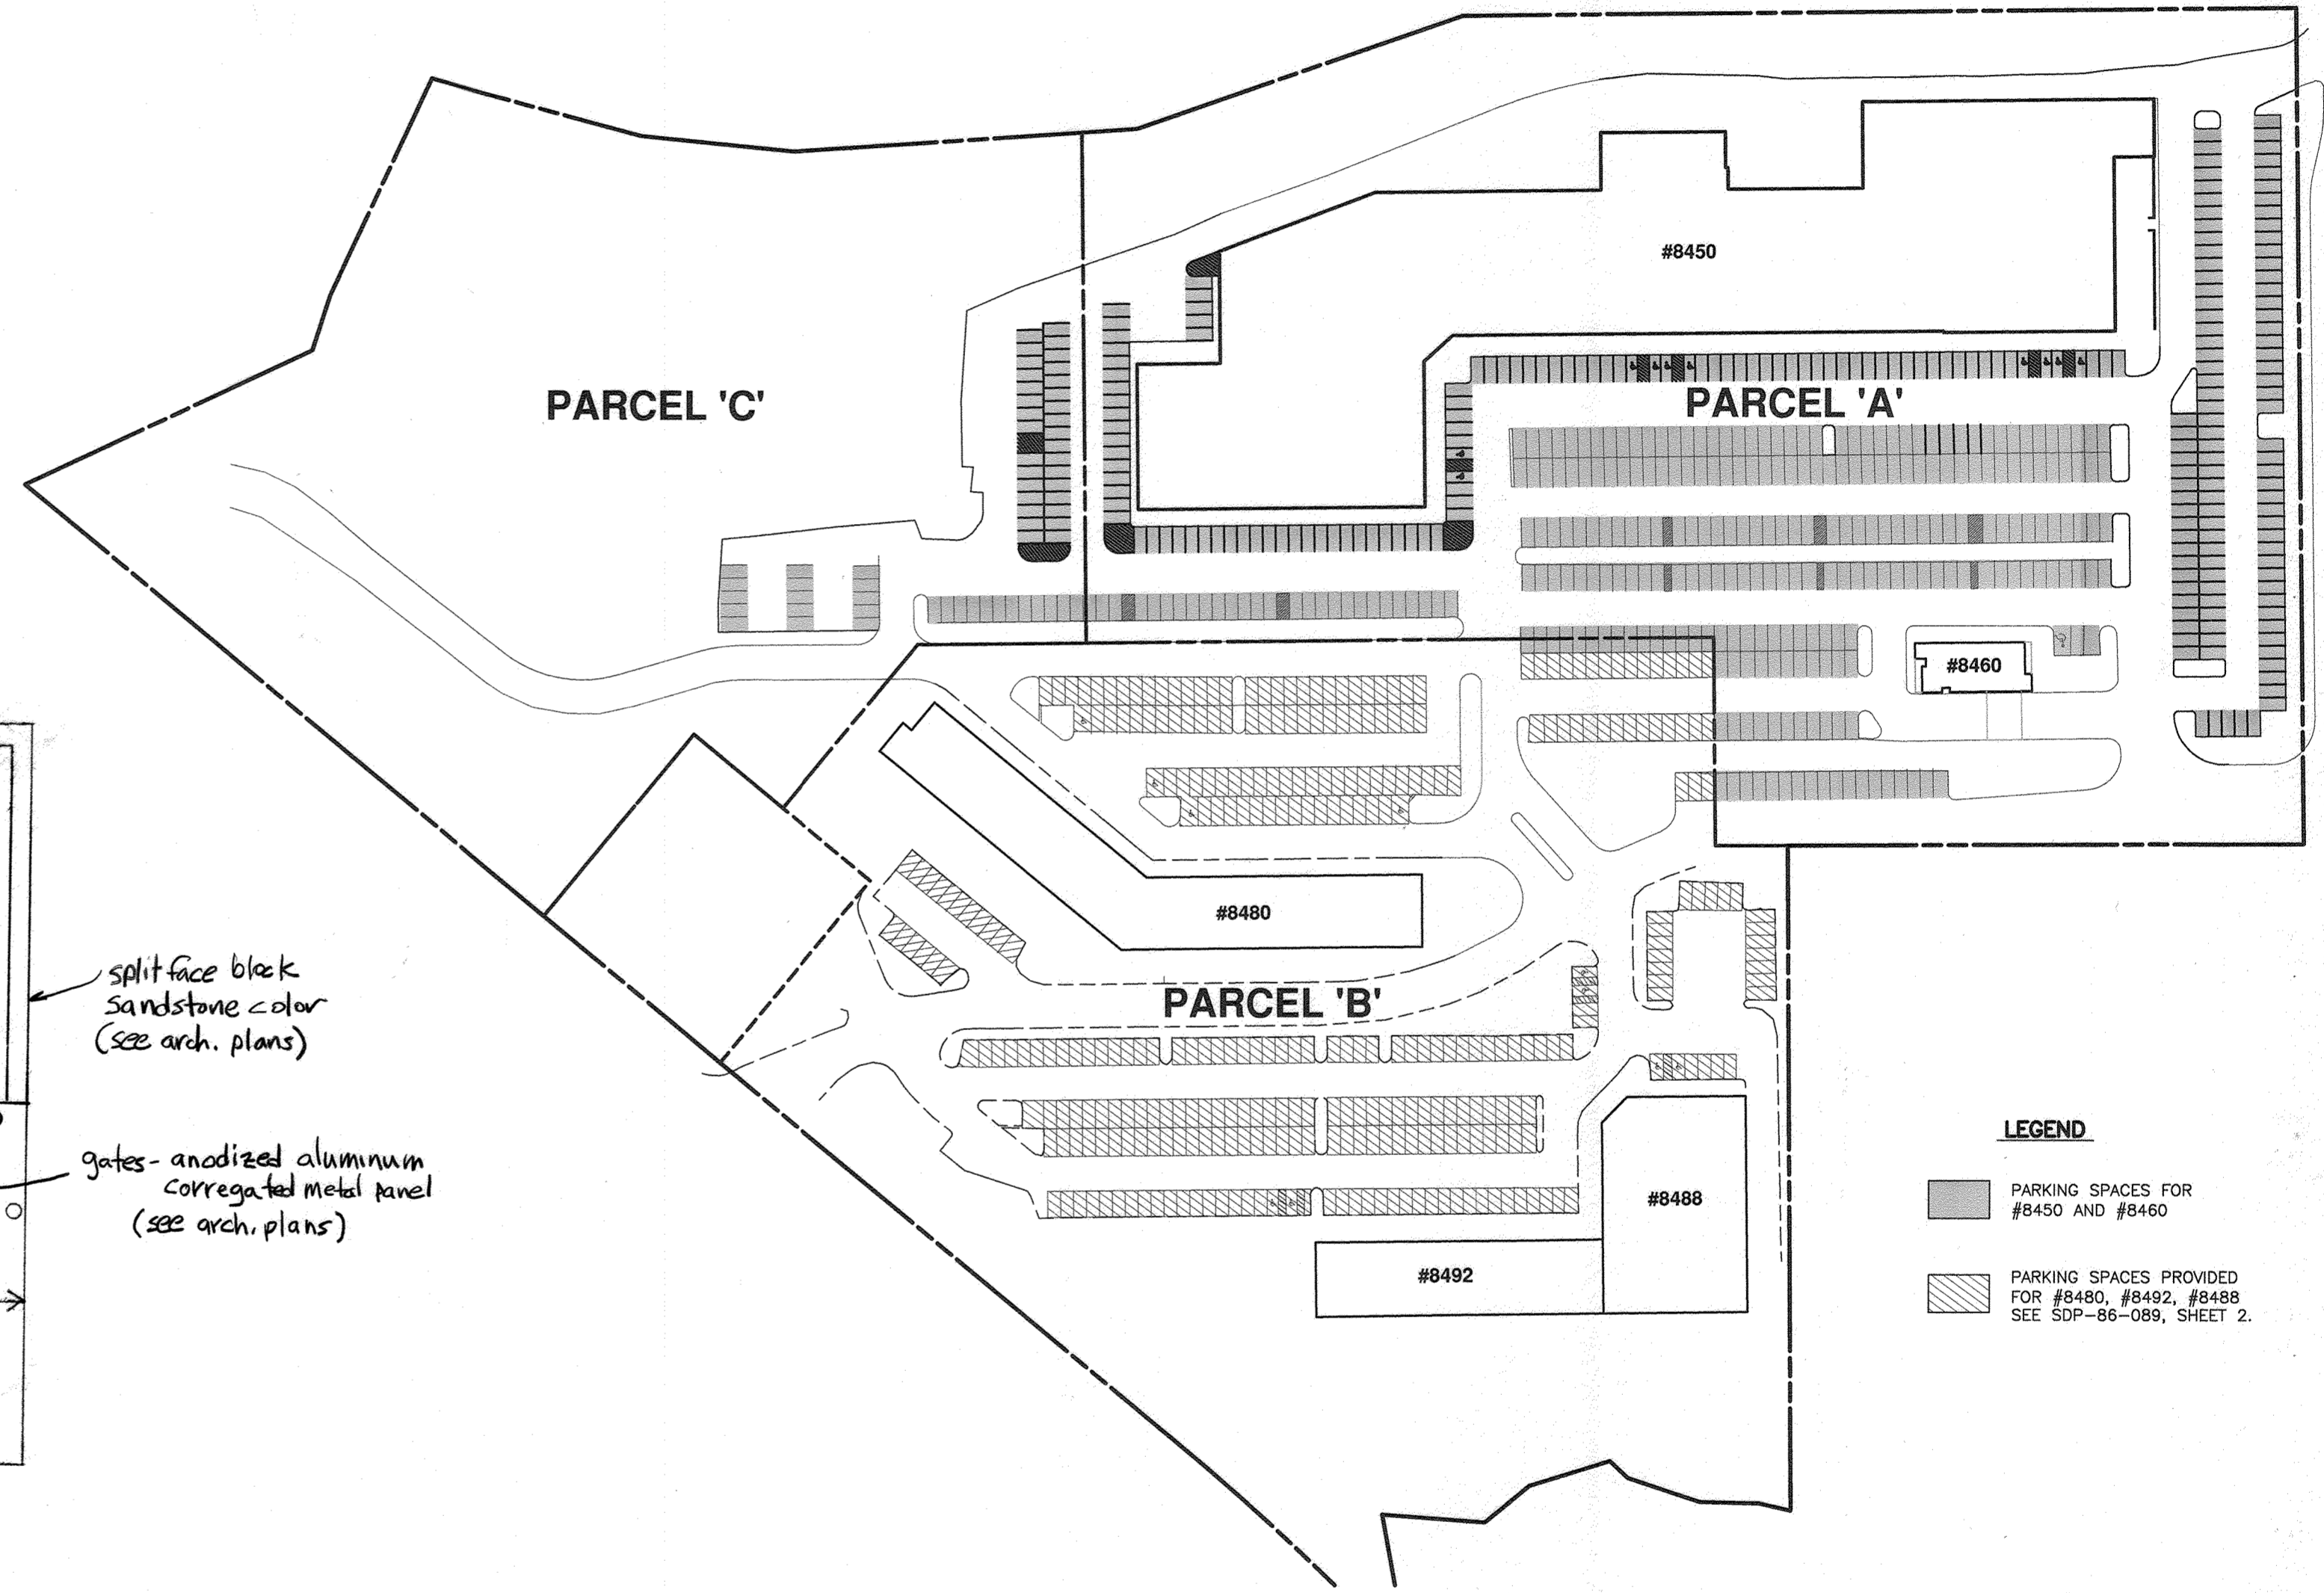 #8450
PARCEL 'C'
PARCEL 'A'
#8460
#8480
PARCEL 'B'
split face block
sandstone color
(see arch. plans)
gates - anodized aluminum
corregated metal panel
(see arch. plans)
#8488
#8492
LEGEND
PARKING SPACES FOR
#8450 AND #8460
PARKING SPACES PROVIDED
FOR #8480, #8492, #8488
SEE SDP-86-089, SHEET 2.